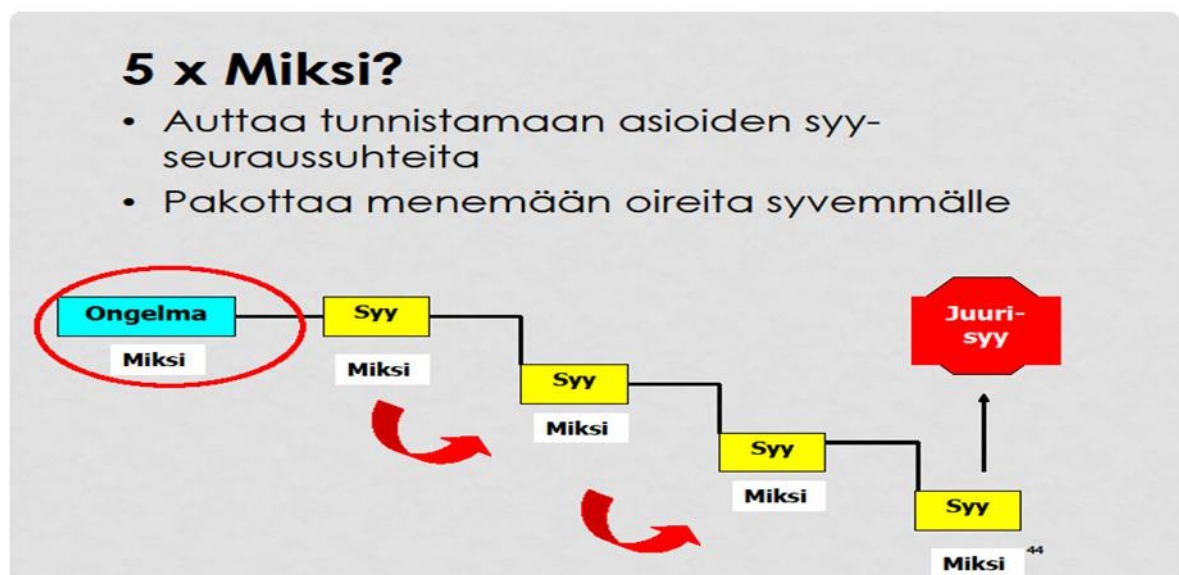 5 x Miksi?
• Auttaa tunnistamaan asioiden syy-
seuraussuhteita
• Pakottaa menemään oireita syvemmälle
Ongelma
Miksi
Syy
Miksi
Syy
Miksi
Syy
Miksi
Syy
Miksi
Juuri-
syy
44